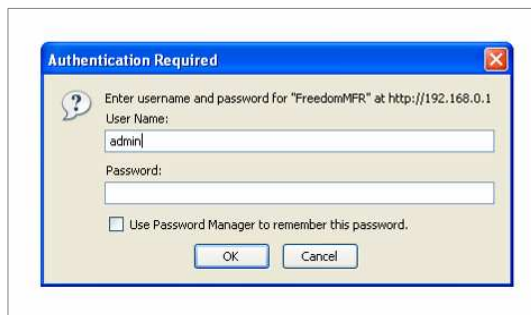 Authentication Required
Enter username and password for "FreedomMFR" at http://192.168.0.1
User Name:
admin
Password:
Use Password Manager to remember this password.
OK
Cancel